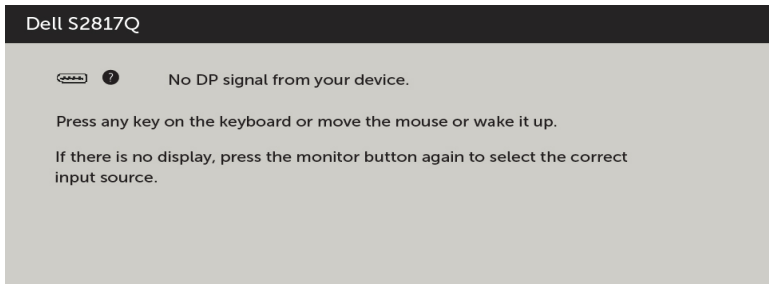 Dell S2817Q
? No DP signal from your device.
Press any key on the keyboard or move the mouse or wake it up.
If there is no display, press the monitor button again to select the correct
input source.